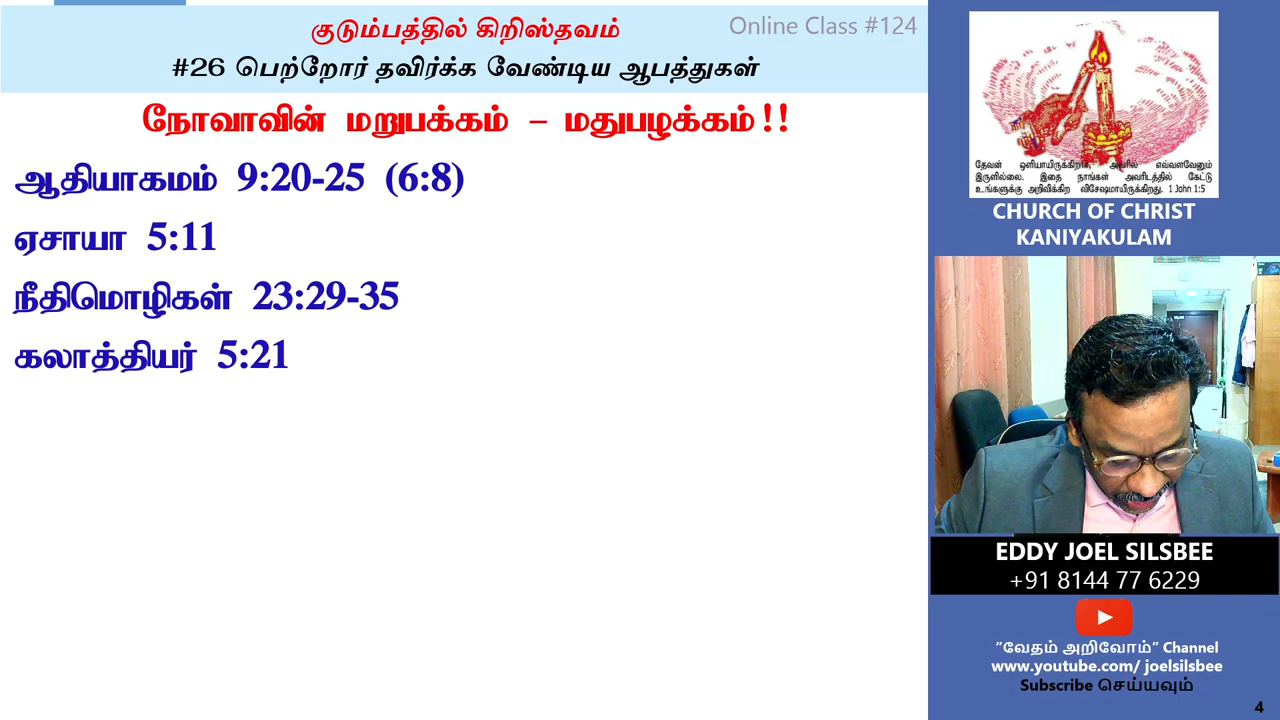 குடும்பத்தில் கிறிஸ்தவம்
Online Class #124
#26 பெற்றோர் தவிர்க்க வேண்டிய ஆபத்துகள்
நோவாவின் மறுபக்கம் – மதுபழக்கம்!!
ஆதியாகமம் 9:20-25 (6:8)
ஏசாயா 5:11
நீதிமொழிகள் 23:29-35
கலாத்தியர் 5:21
தேவன் ஒளியாயிருக்கிறார், அவரில் எவ்வளவேனும்
இருளில்லை. இதை நாங்கள் அவரிடத்தில் கேட்டு
உங்களுக்கு அறிவிக்கிற விசேஷமாயிருக்கிறது. 1 John 1:5
CHURCH OF CHRIST
KANIYAKULAM
EDDY JOEL SILSBEE
+91 8144 77 6229
"வேதம் அறிவோம்" Channel
www.youtube.com/ joelsilsbee
Subscribe செய்யவும்
4